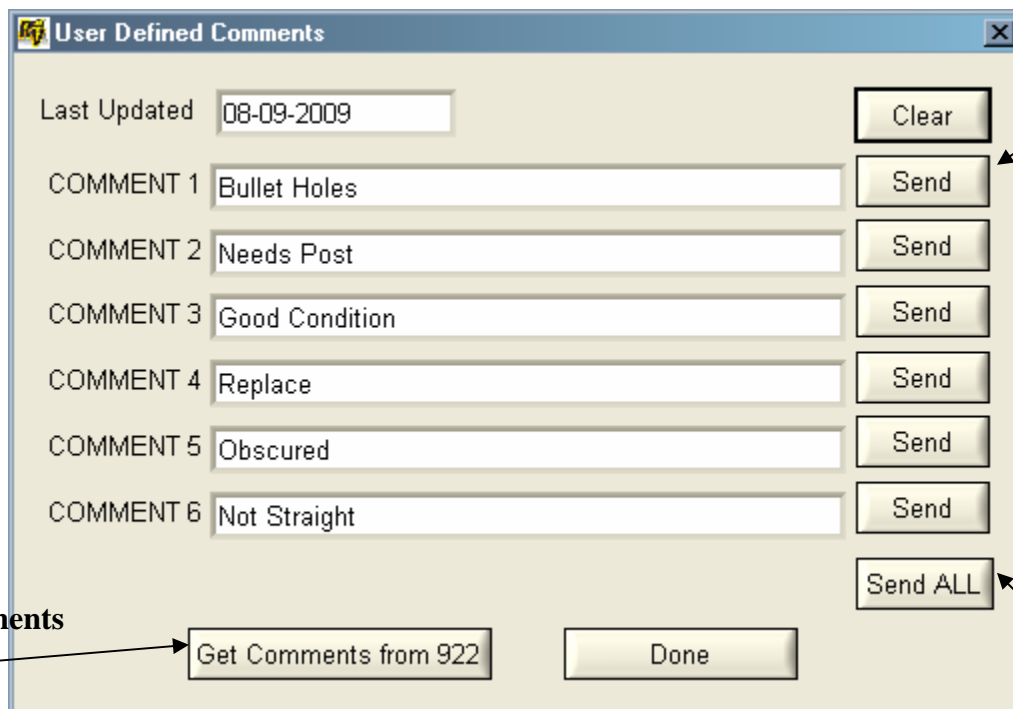 User Defined Comments
Last Updated 08-09-2009 Clear
COMMENT 1 Bullet Holes Send
COMMENT 2 Needs Post Send
COMMENT 3 Good Condition Send
COMMENT 4 Replace Send
COMMENT 5 Obscured Send
COMMENT 6 Not Straight Send
Send ALL
Get Comments from 922 Done